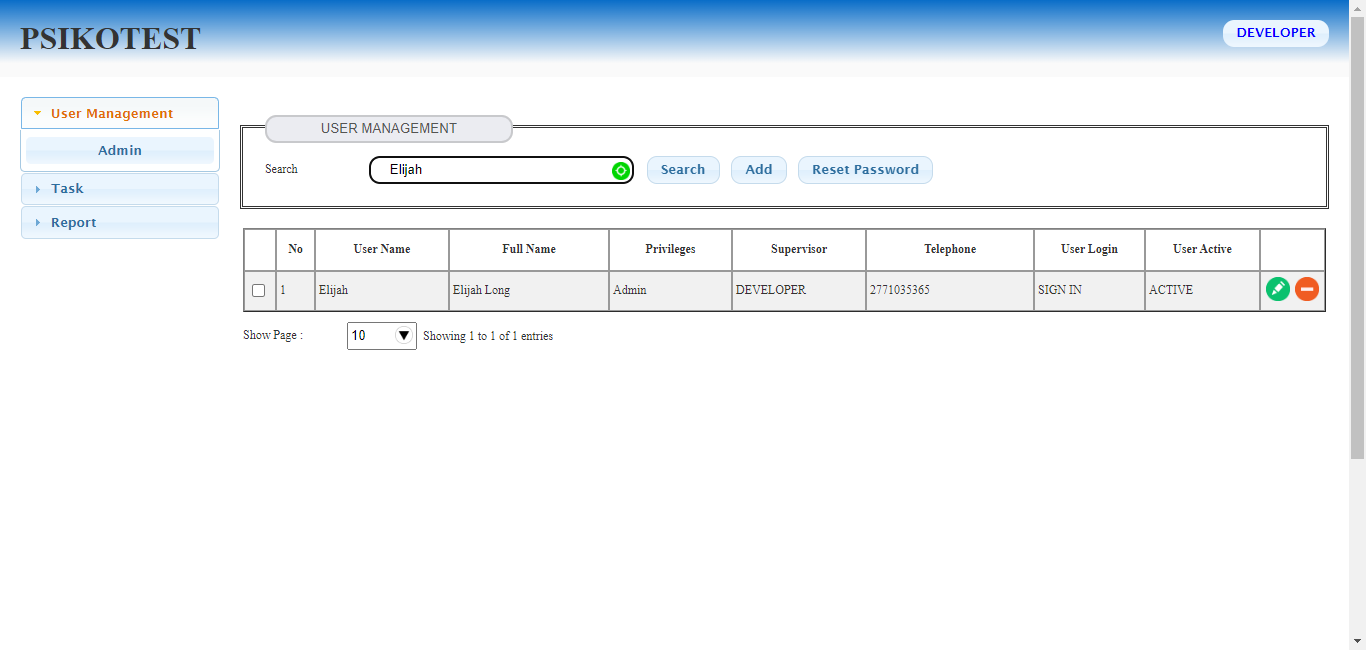 PSIKOTEST
DEVELOPER
User Management
Admin
Task
Report
USER MANAGEMENT
Search Elijah Search Add Reset Password
No User Name Full Name Privileges Supervisor Telephone User Login User Active
1 Elijah Elijah Long Admin DEVELOPER 2771035365 SIGN IN ACTIVE
Show Page : 10 Showing 1 to 1 of 1 entries